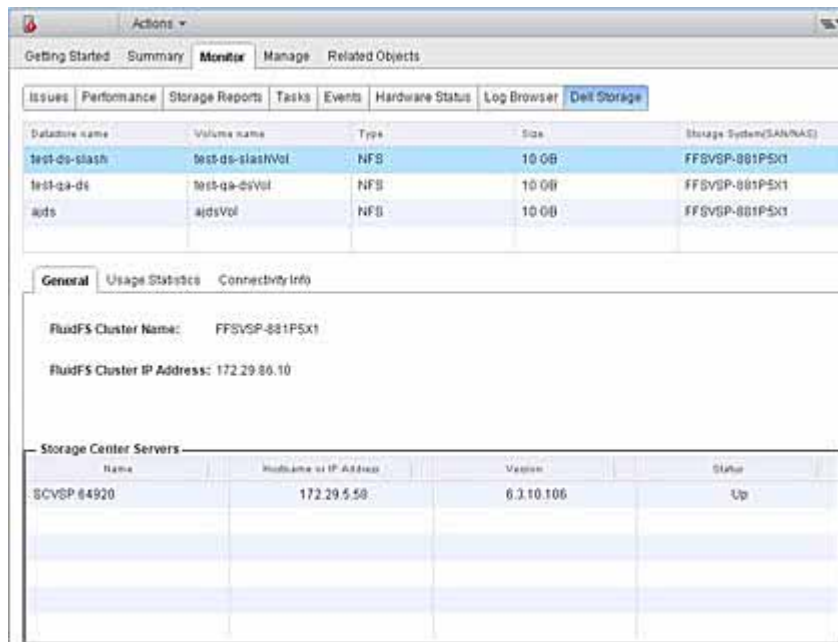 Actions
Getting Started Summary Monitor Manage Related Objects
Issues Performance Storage Reports Tasks Events Hardware Status Log Browser Dell Storage
Datastore name Volume name Type Size Storage System(SAN/NAS)
test-ds-slash test-ds-slashVol NFS 10 GB FFSVSP-881P5X1
test-qa-ds test-qa-dsVol NFS 10 GB FFSVSP-881P5X1
ajds ajdsVol NFS 10 GB FFSVSP-881P5X1
General Usage Statistics Connectivity Info
FluidFS Cluster Name: FFSVSP-881P5X1
FluidFS Cluster IP Address: 172.29.86.10
Storage Center Servers
Name Hostname or IP Address Version Status
SCVSP 64920 172.29.5.50 6.3.10.106 Up